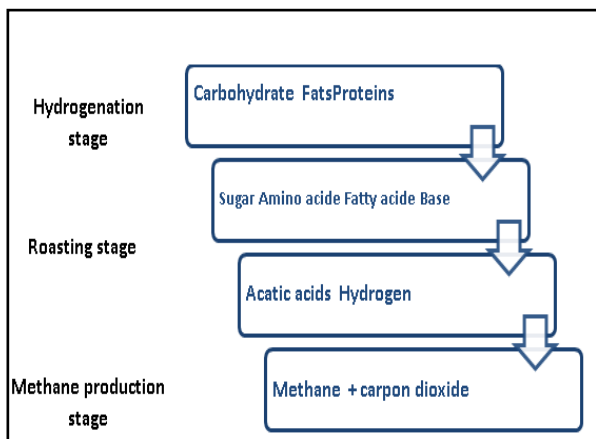 Carbohydrate FatsProteins
Hydrogenation
stage
Sugar Amino acide Fatty acide Base
Roasting stage
Acatic acids Hydrogen
Methane production
stage
Methane + carpon dioxide